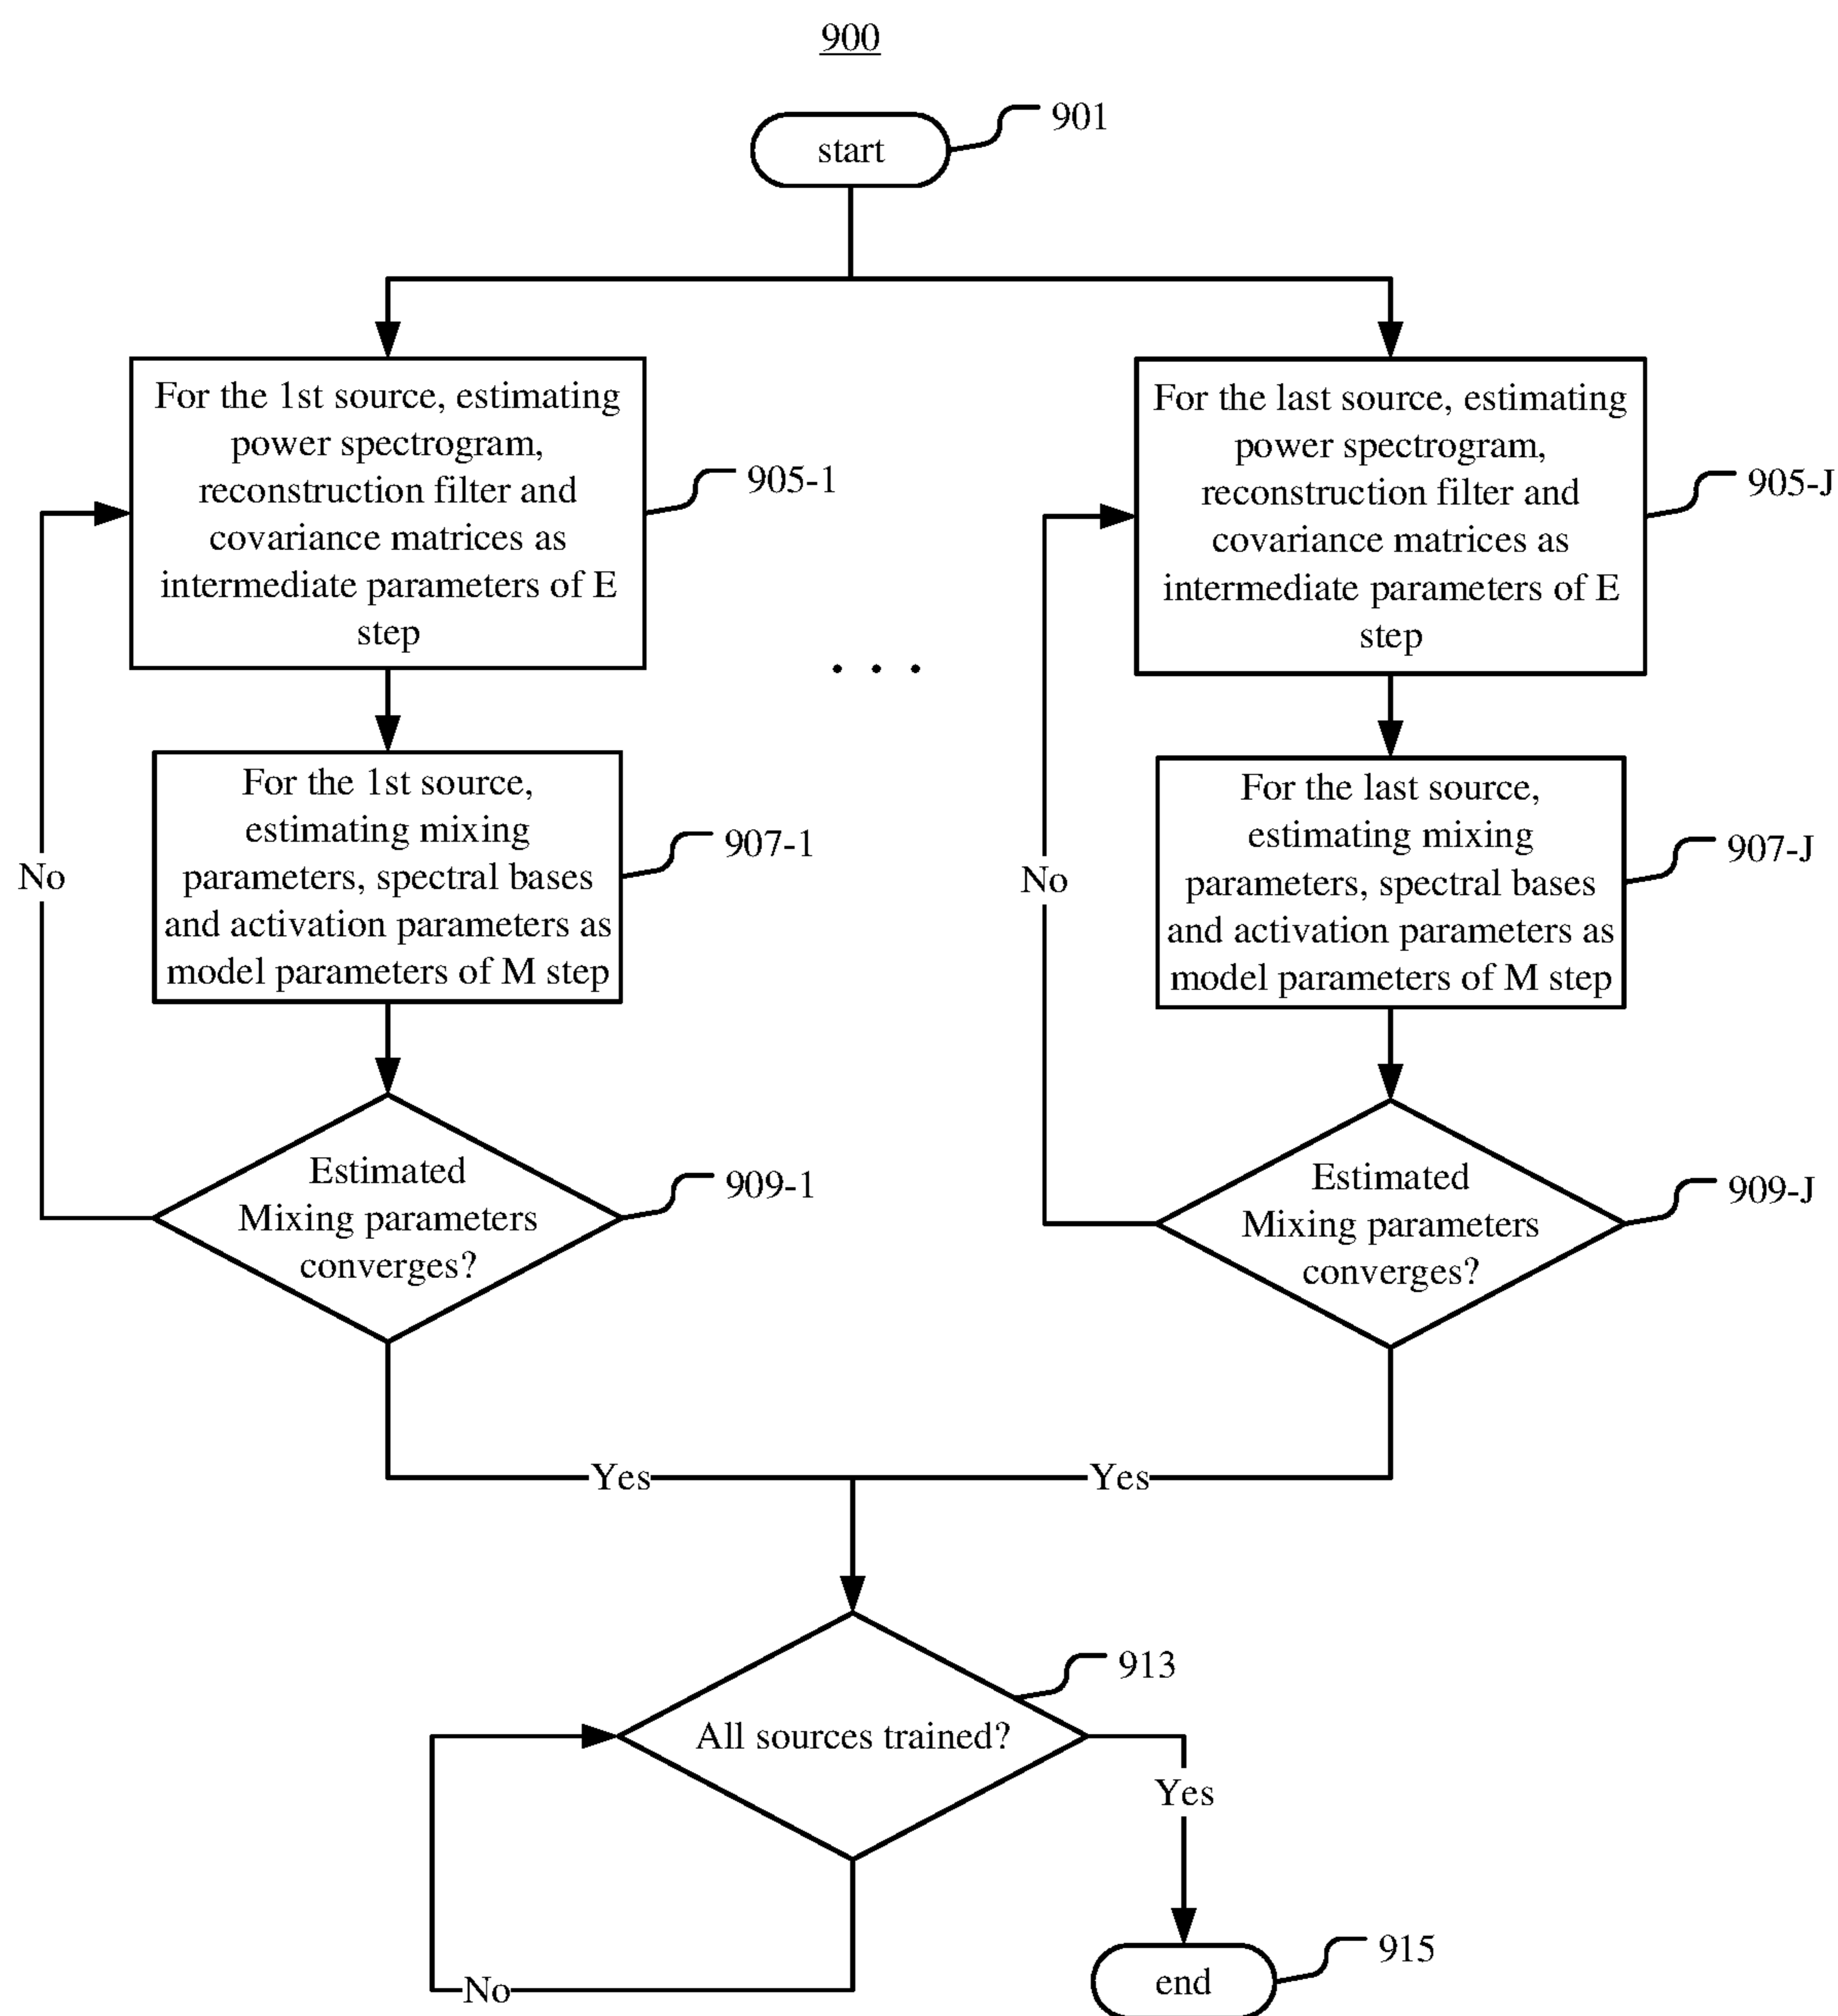 900
start
901
For the 1st source, estimating
power spectrogram,
reconstruction filter and
covariance matrices as
intermediate parameters of E
step
905-1
For the last source, estimating
power spectrogram,
reconstruction filter and
covariance matrices as
intermediate parameters of E
step
905-J
. . .
For the 1st source,
estimating mixing
parameters, spectral bases
and activation parameters as
model parameters of M step
907-1
No
For the last source,
estimating mixing
parameters, spectral bases
and activation parameters as
model parameters of M step
907-J
No
Estimated
Mixing parameters
converges?
909-1
Estimated
Mixing parameters
converges?
909-J
Yes
Yes
913
All sources trained?
Yes
No
end
915